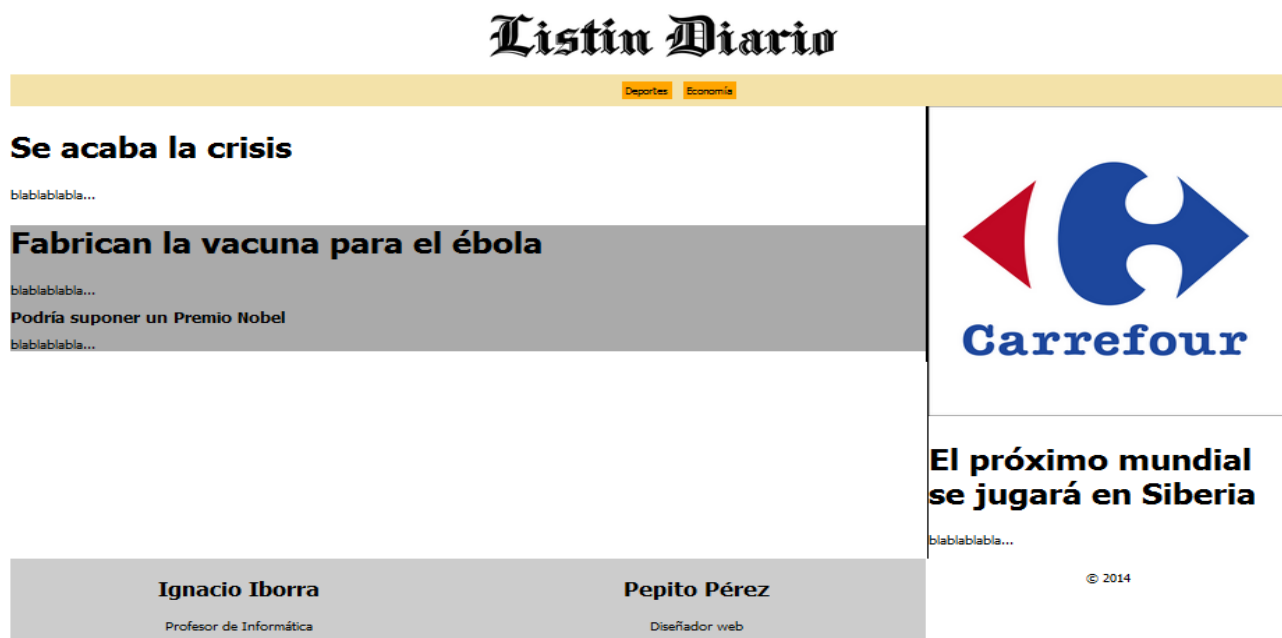 Listín Diario
Deportes Economía
Se acaba la crisis
blablablabla...
Fabrican la vacuna para el ébola
blablablabla...
Podría suponer un Premio Nobel
blablablabla...
Carrefour
El próximo mundial
se jugará en Siberia
blablablabla...
Ignacio Iborra
Profesor de Informática
Pepito Pérez
Diseñador web
© 2014